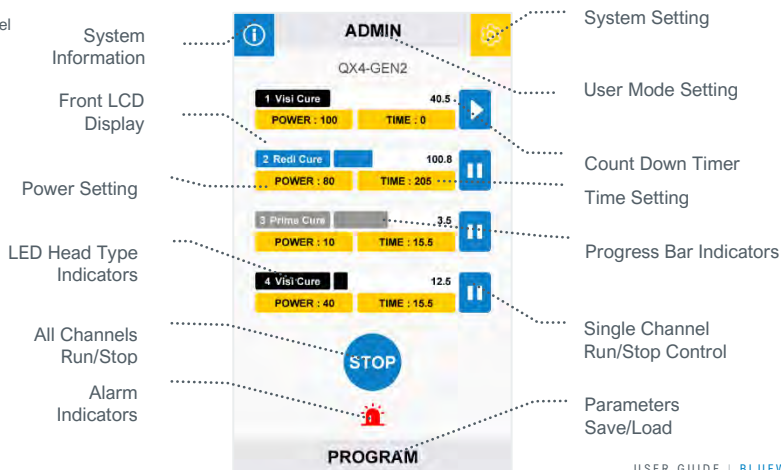 el
System
Information
Front LCD
Display
Power Setting
LED Head Type
Indicators
All Channels
Run/Stop
Alarm
Indicators
ADMIN
QX4-GEN2
1 Visi Cure 40.5
POWER : 100 TIME : 0
2 Redi Cure 100.8
POWER : 80 TIME : 205
3 Prime Cure 3.5
POWER : 10 TIME : 15.5
4 Visi Cure 12.5
POWER : 40 TIME : 15.5
STOP
PROGRAM
System Setting
User Mode Setting
Count Down Timer
Time Setting
Progress Bar Indicators
Single Channel
Run/Stop Control
Parameters
Save/Load
USER GUIDE |